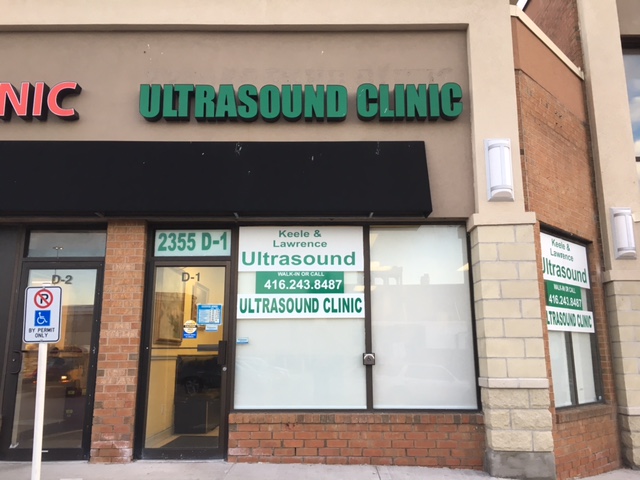 NIC
ULTRASOUND CLINIC
2355 D-1
D-2
D-1
BY PERMIT
ONLY
Keele &
Lawrence
Ultrasound
WALK-IN OR CALL
416.243.8487
ULTRASOUND CLINIC
Keele &
Lawrence
Ultrasound
WALK-IN OR CALL
416.243.8487
ULTRASOUND CLINIC